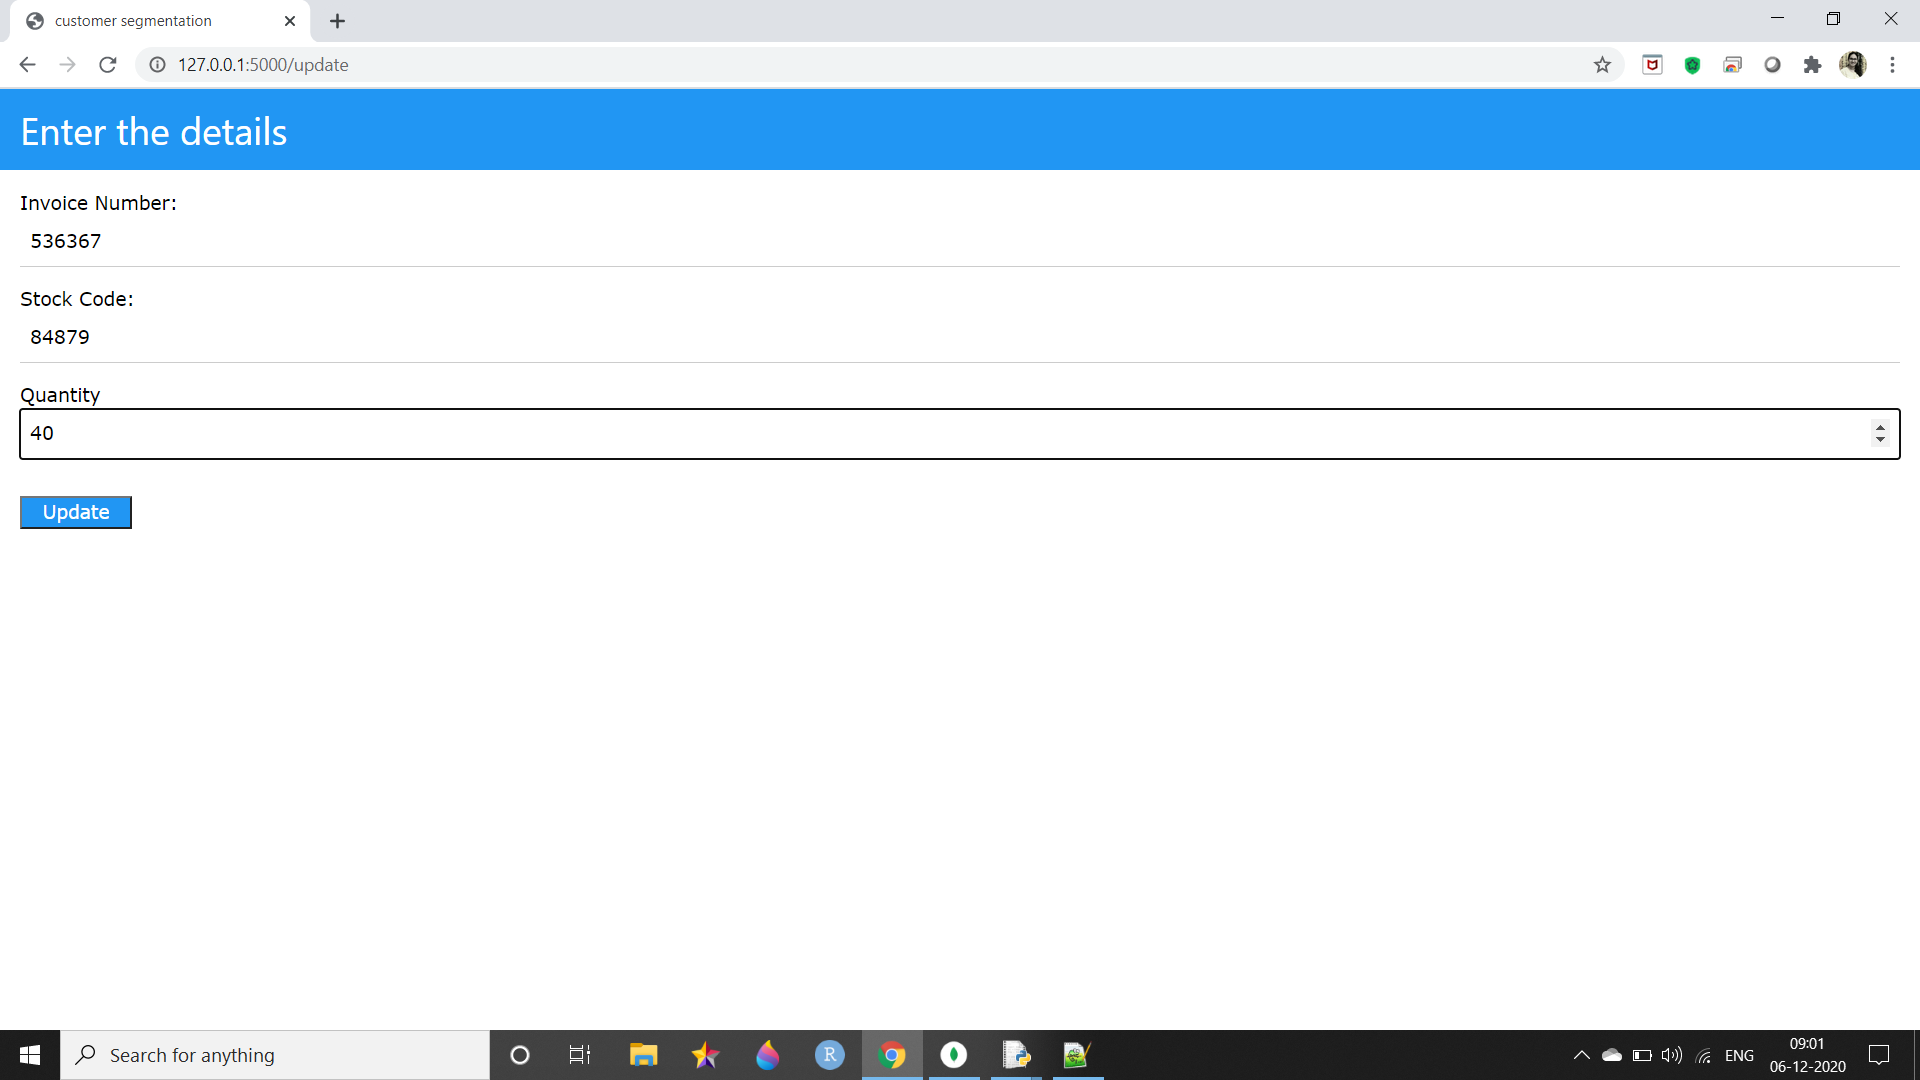 customer segmentation
127.0.0.1:5000/update
Enter the details
Invoice Number:
536367
Stock Code:
84879
Quantity
40
Update
Search for anything
R
ENG
09:01
06-12-2020